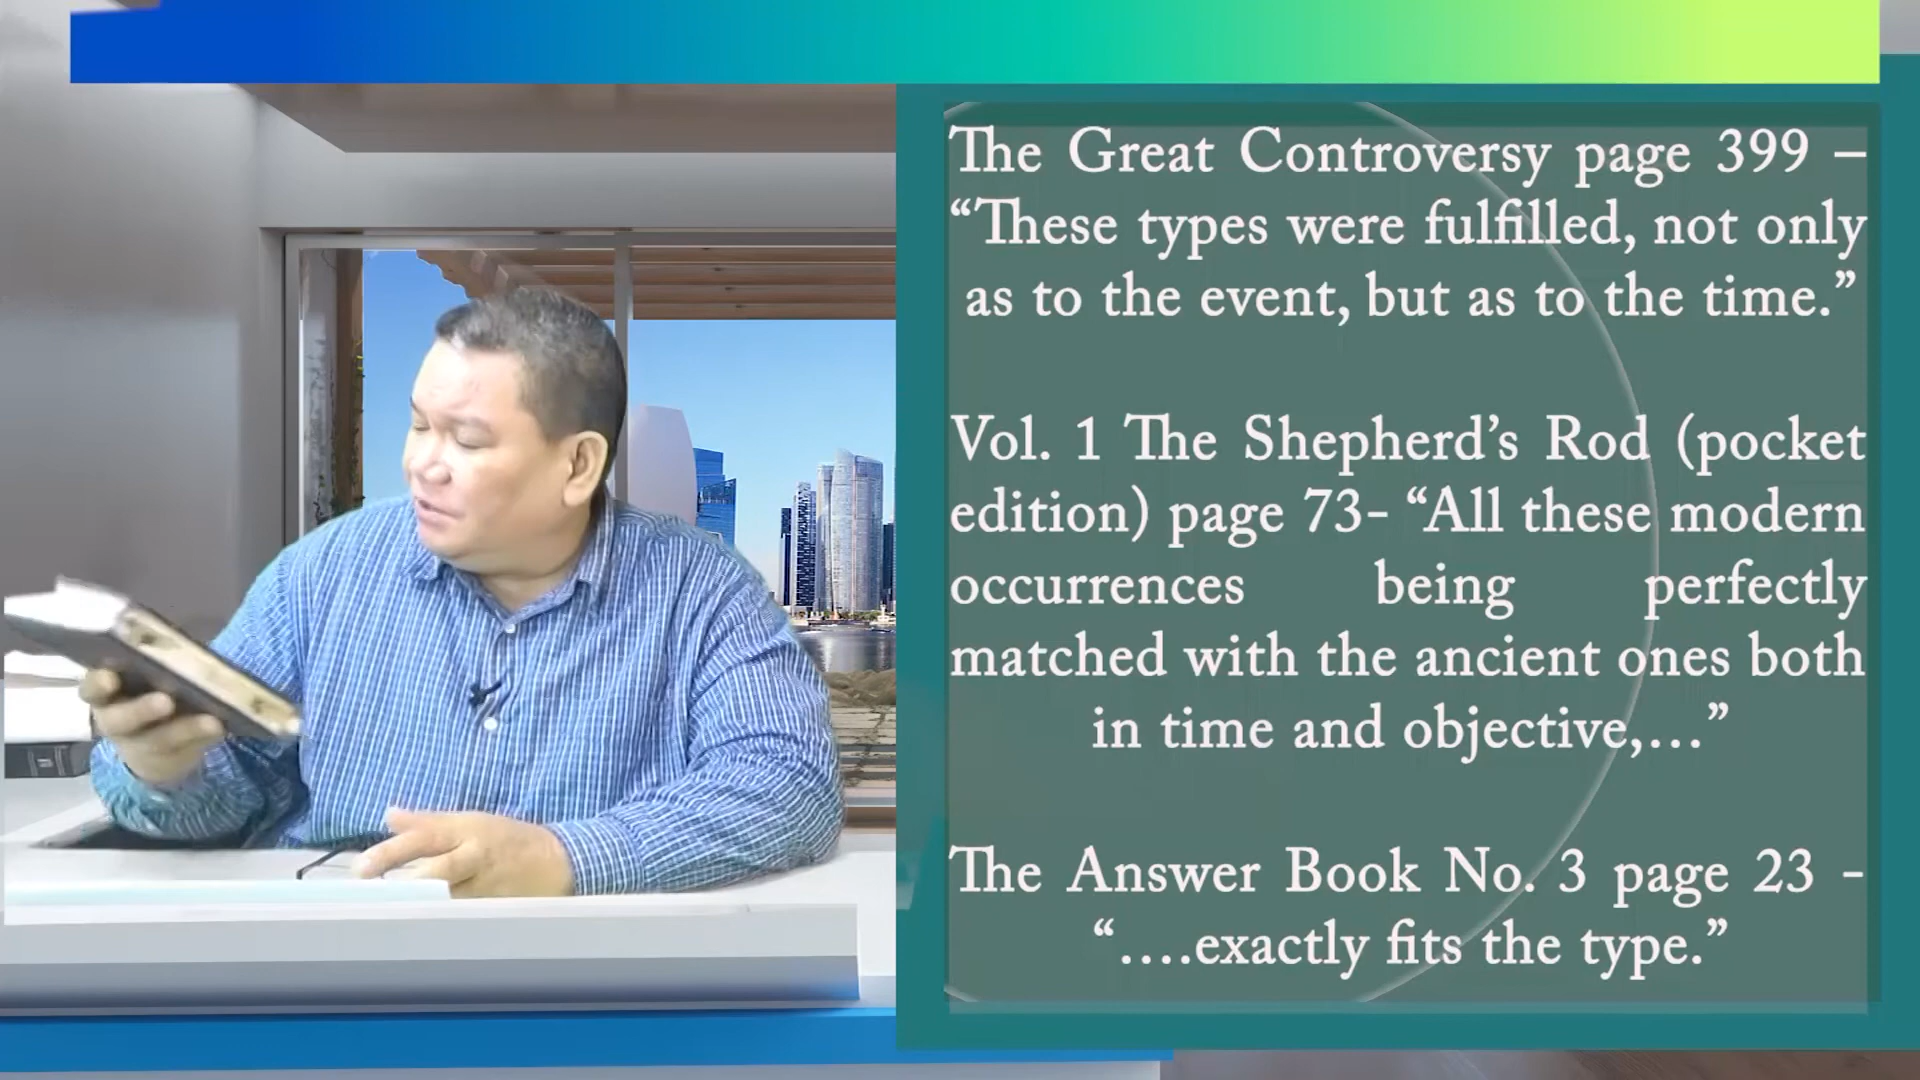 The Great Controversy page 399 –
“These types were fulfilled, not only
as to the event, but as to the time.”
Vol. 1 The Shepherd’s Rod (pocket
edition) page 73- “All these modern
occurrences being perfectly
matched with the ancient ones both
in time and objective,…”
The Answer Book No. 3 page 23 -
“….exactly fits the type.”